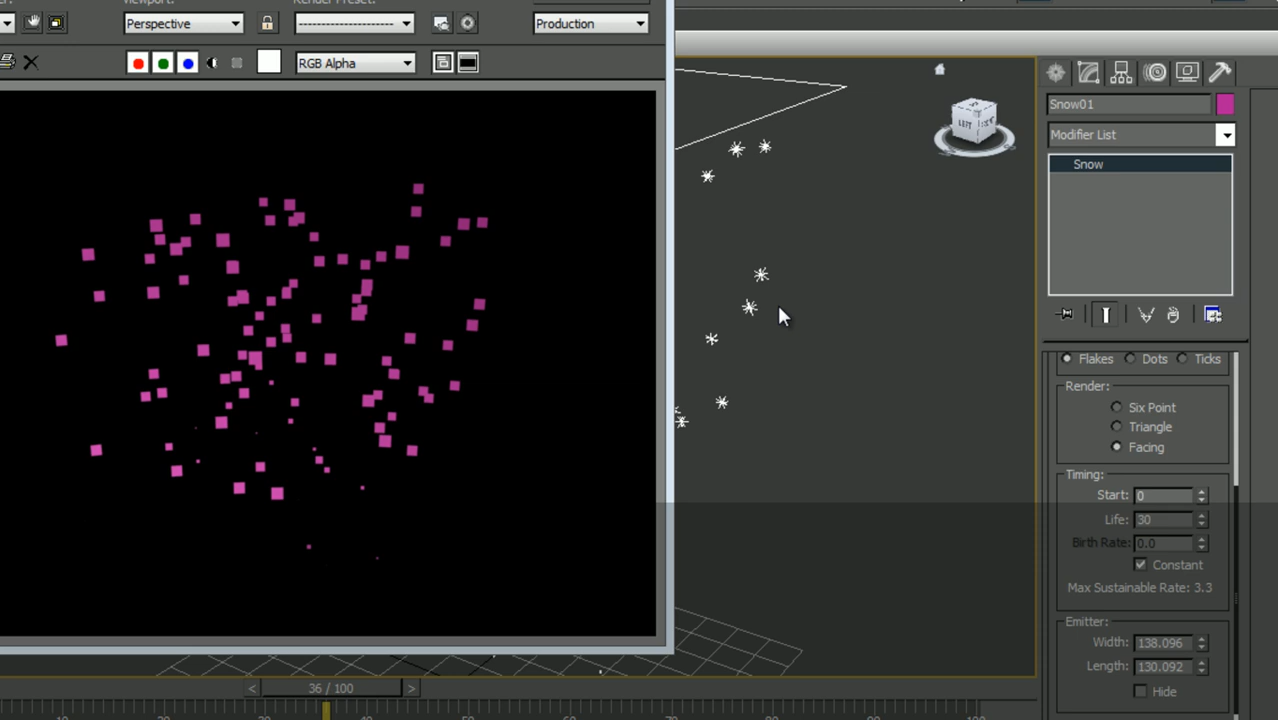 Perspective
Production
RGB Alpha
Snow01
Modifier List
Snow
Flakes Dots Ticks
Render:
Six Point
Triangle
Facing
Timing:
Start: 0
Life: 30
Birth Rate: 0.0
Constant
Max Sustainable Rate: 3.3
Emitter:
Width: 138.096
Length: 130.092
Hide
< 36 / 100 >